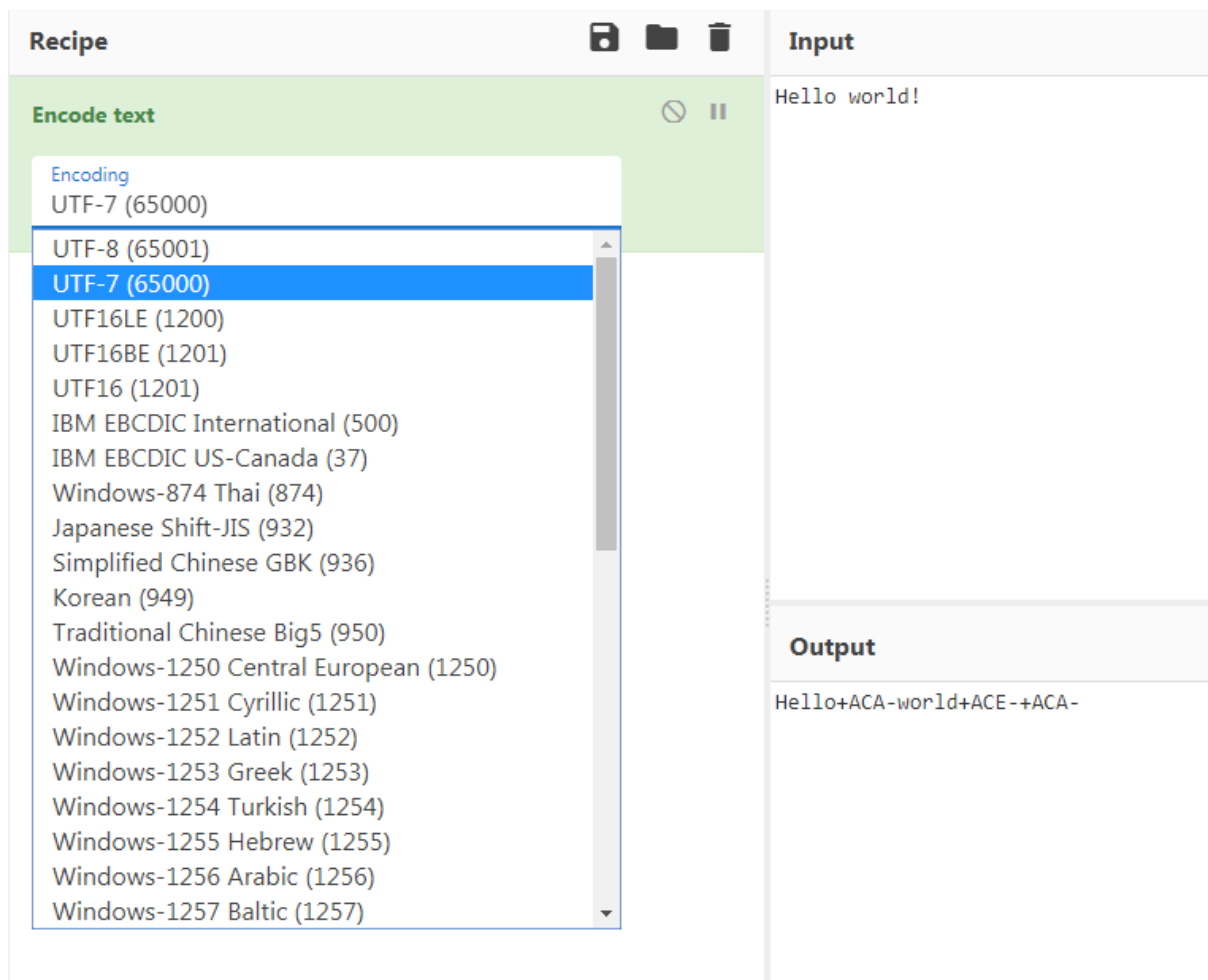 Recipe
Encode text
Encoding
UTF-7 (65000)
UTF-8 (65001)
UTF-7 (65000)
UTF16LE (1200)
UTF16BE (1201)
UTF16 (1201)
IBM EBCDIC International (500)
IBM EBCDIC US-Canada (37)
Windows-874 Thai (874)
Japanese Shift-JIS (932)
Simplified Chinese GBK (936)
Korean (949)
Traditional Chinese Big5 (950)
Windows-1250 Central European (1250)
Windows-1251 Cyrillic (1251)
Windows-1252 Latin (1252)
Windows-1253 Greek (1253)
Windows-1254 Turkish (1254)
Windows-1255 Hebrew (1255)
Windows-1256 Arabic (1256)
Windows-1257 Baltic (1257)
Input
Hello world!
Output
Hello+ACA-world+ACE-+ACA-